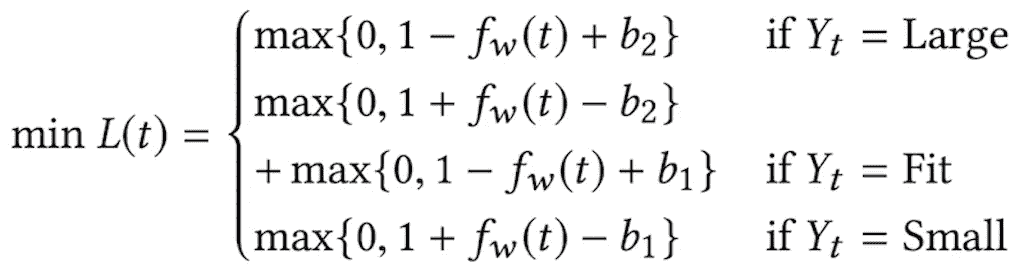 max{0, 1 − f_w(t) + b_2} if Y_t = Large
max{0, 1 + f_w(t) − b_2}
min L(t) = {
+ max{0, 1 − f_w(t) + b_1} if Y_t = Fit
max{0, 1 + f_w(t) − b_1} if Y_t = Small